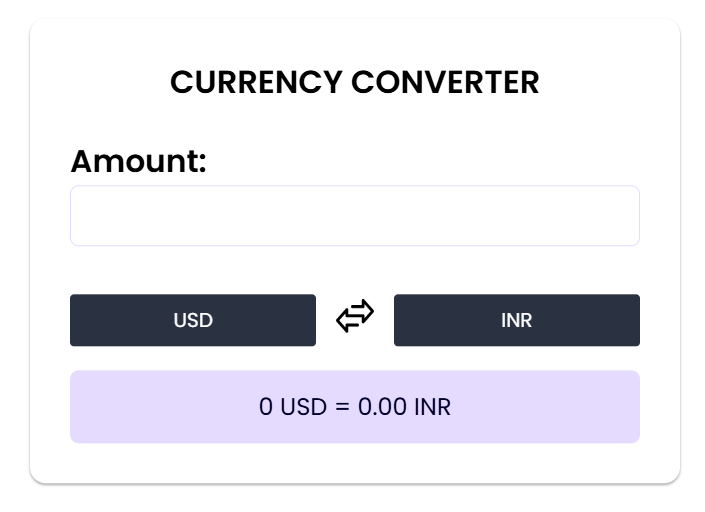 CURRENCY CONVERTER
Amount:
USD INR
0 USD = 0.00 INR